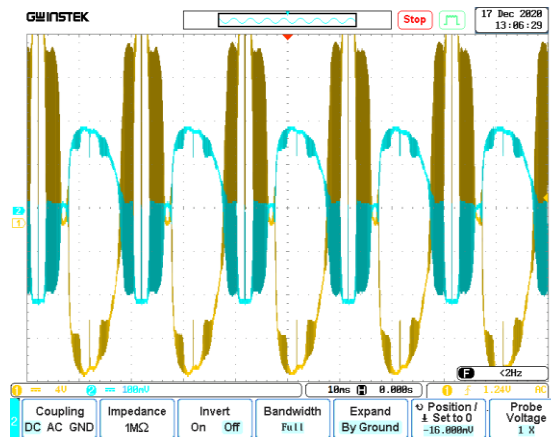 GWINSTEK
Stop
17 Dec 2020
13:06:29
2
1
F <2Hz
1 4V 2 100mV
10ms H 0.000s
1 1.24V AC
2
Coupling
DC AC GND
Impedance
1MΩ
Invert
On Off
Bandwidth
Full
Expand
By Ground
Position /
Set to 0
-16.000mV
Probe
Voltage
1 X